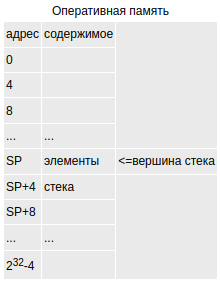 Оперативная память
адрес содержимое
0
4
8
... ...
SP элементы <=вершина стека
SP+4 стека
SP+8
... ...
2^32-4